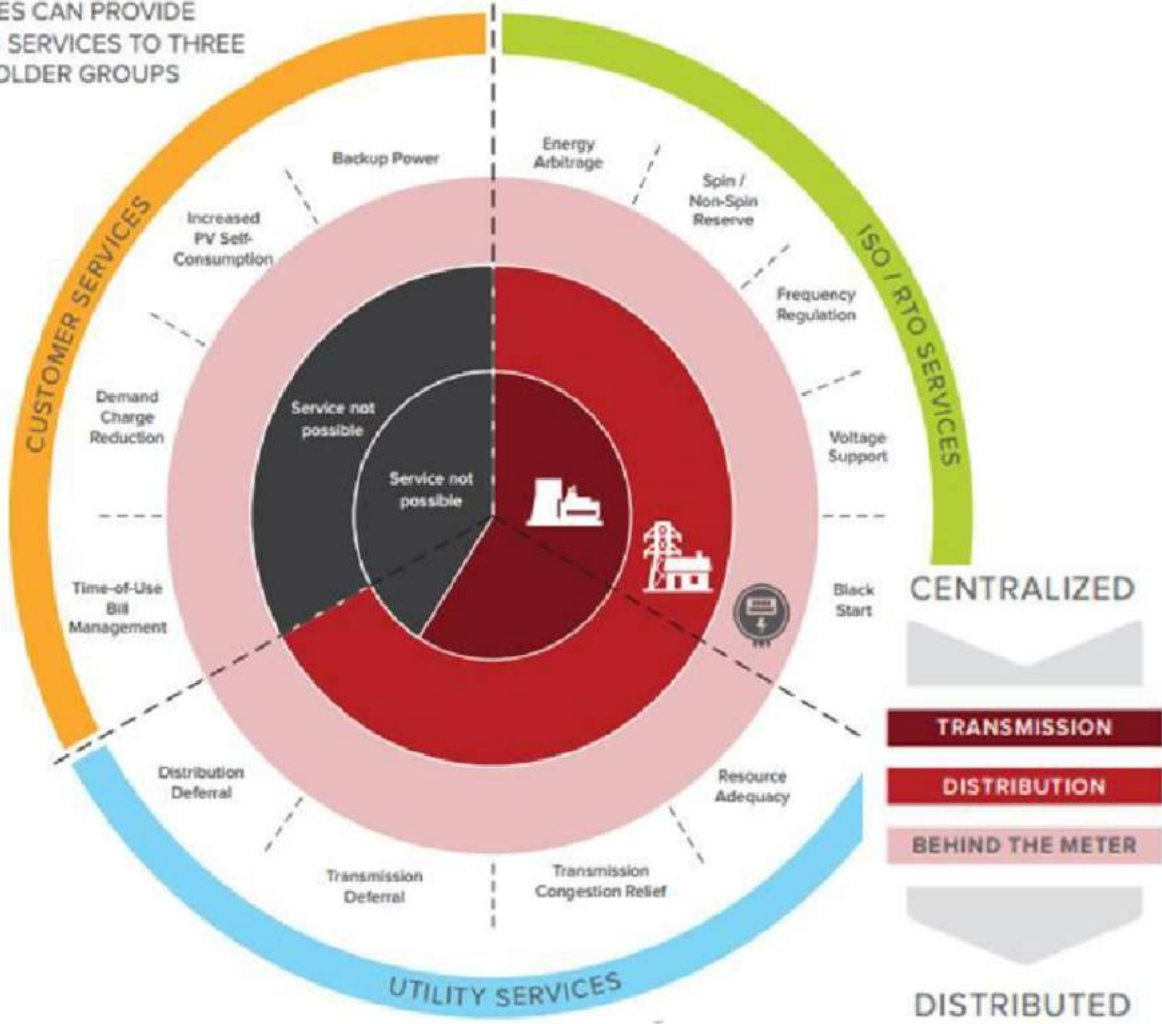 ES CAN PROVIDE
SERVICES TO THREE
OLDER GROUPS
CUSTOMER SERVICES
ISO / RTO SERVICES
UTILITY SERVICES
Backup Power
Increased
PV Self-
Consumption
Demand
Charge
Reduction
Time-of-Use
Bill
Management
Energy
Arbitrage
Spin /
Non-Spin
Reserve
Frequency
Regulation
Voltage
Support
Black
Start
Resource
Adequacy
Transmission
Congestion Relief
Transmission
Deferral
Distribution
Deferral
Service not
possible
Service not
possible
CENTRALIZED
TRANSMISSION
DISTRIBUTION
BEHIND THE METER
DISTRIBUTED